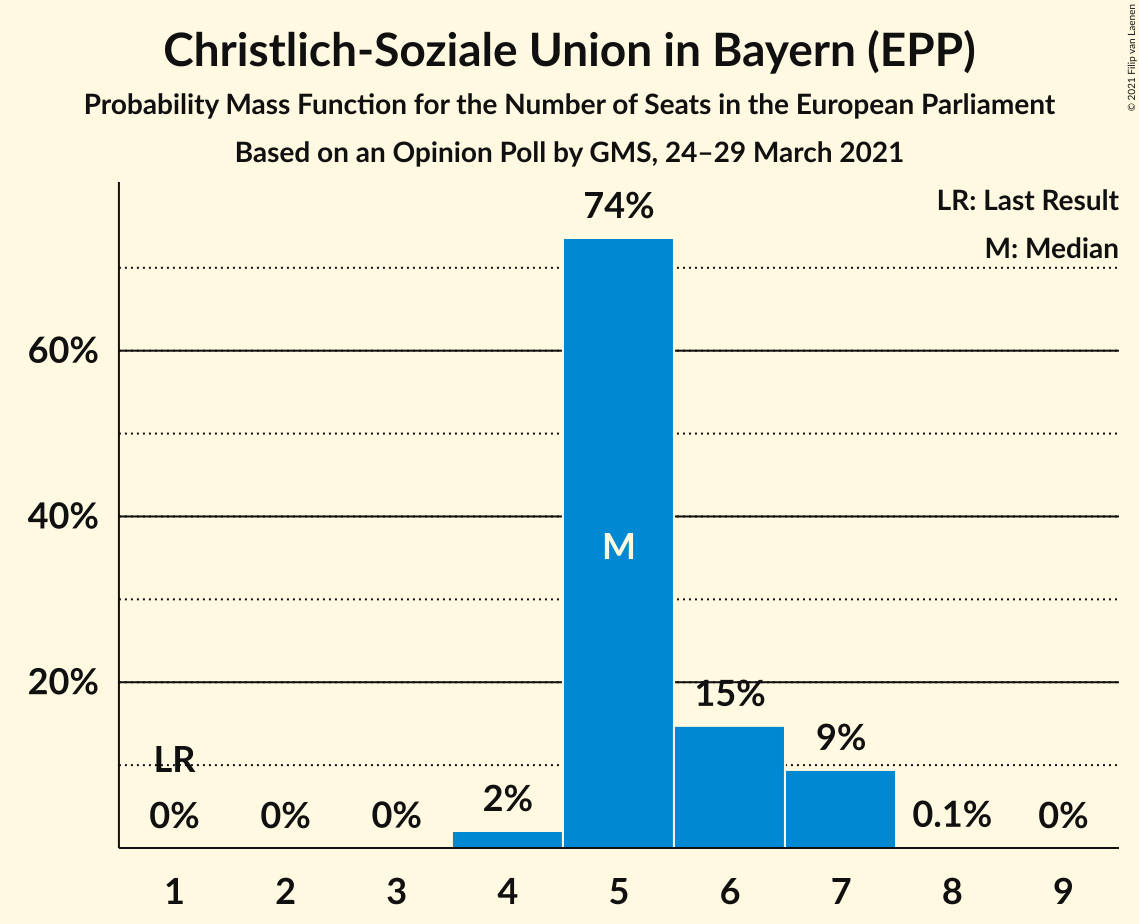 Christlich-Soziale Union in Bayern (EPP)
Probability Mass Function for the Number of Seats in the European Parliament
Based on an Opinion Poll by GMS, 24–29 March 2021
© 2021 Filip van Laenen
LR: Last Result
M: Median
74%
60%
40%
M
20%
15%
9%
LR
2%
0% 0% 0% 0.1% 0%
1 2 3 4 5 6 7 8 9